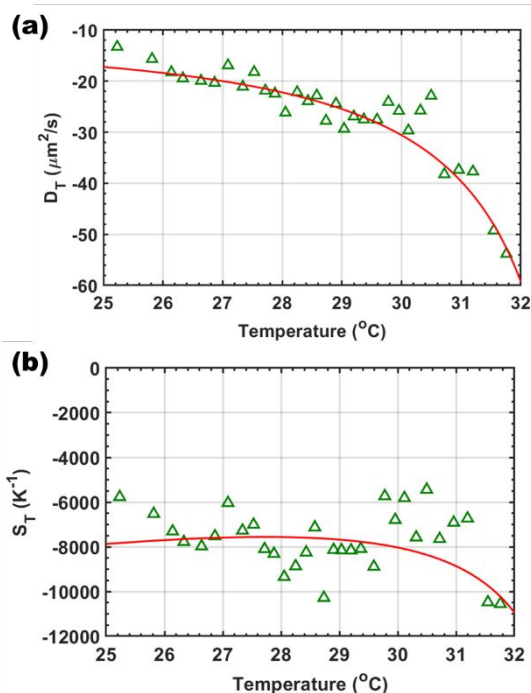 (a)
-10
-20
-30
-40
-50
-60
D_T (μm²/s)
25 26 27 28 29 30 31 32
Temperature (°C)
(b)
0
-2000
-4000
-6000
-8000
-10000
-12000
S_T (K⁻¹)
25 26 27 28 29 30 31 32
Temperature (°C)